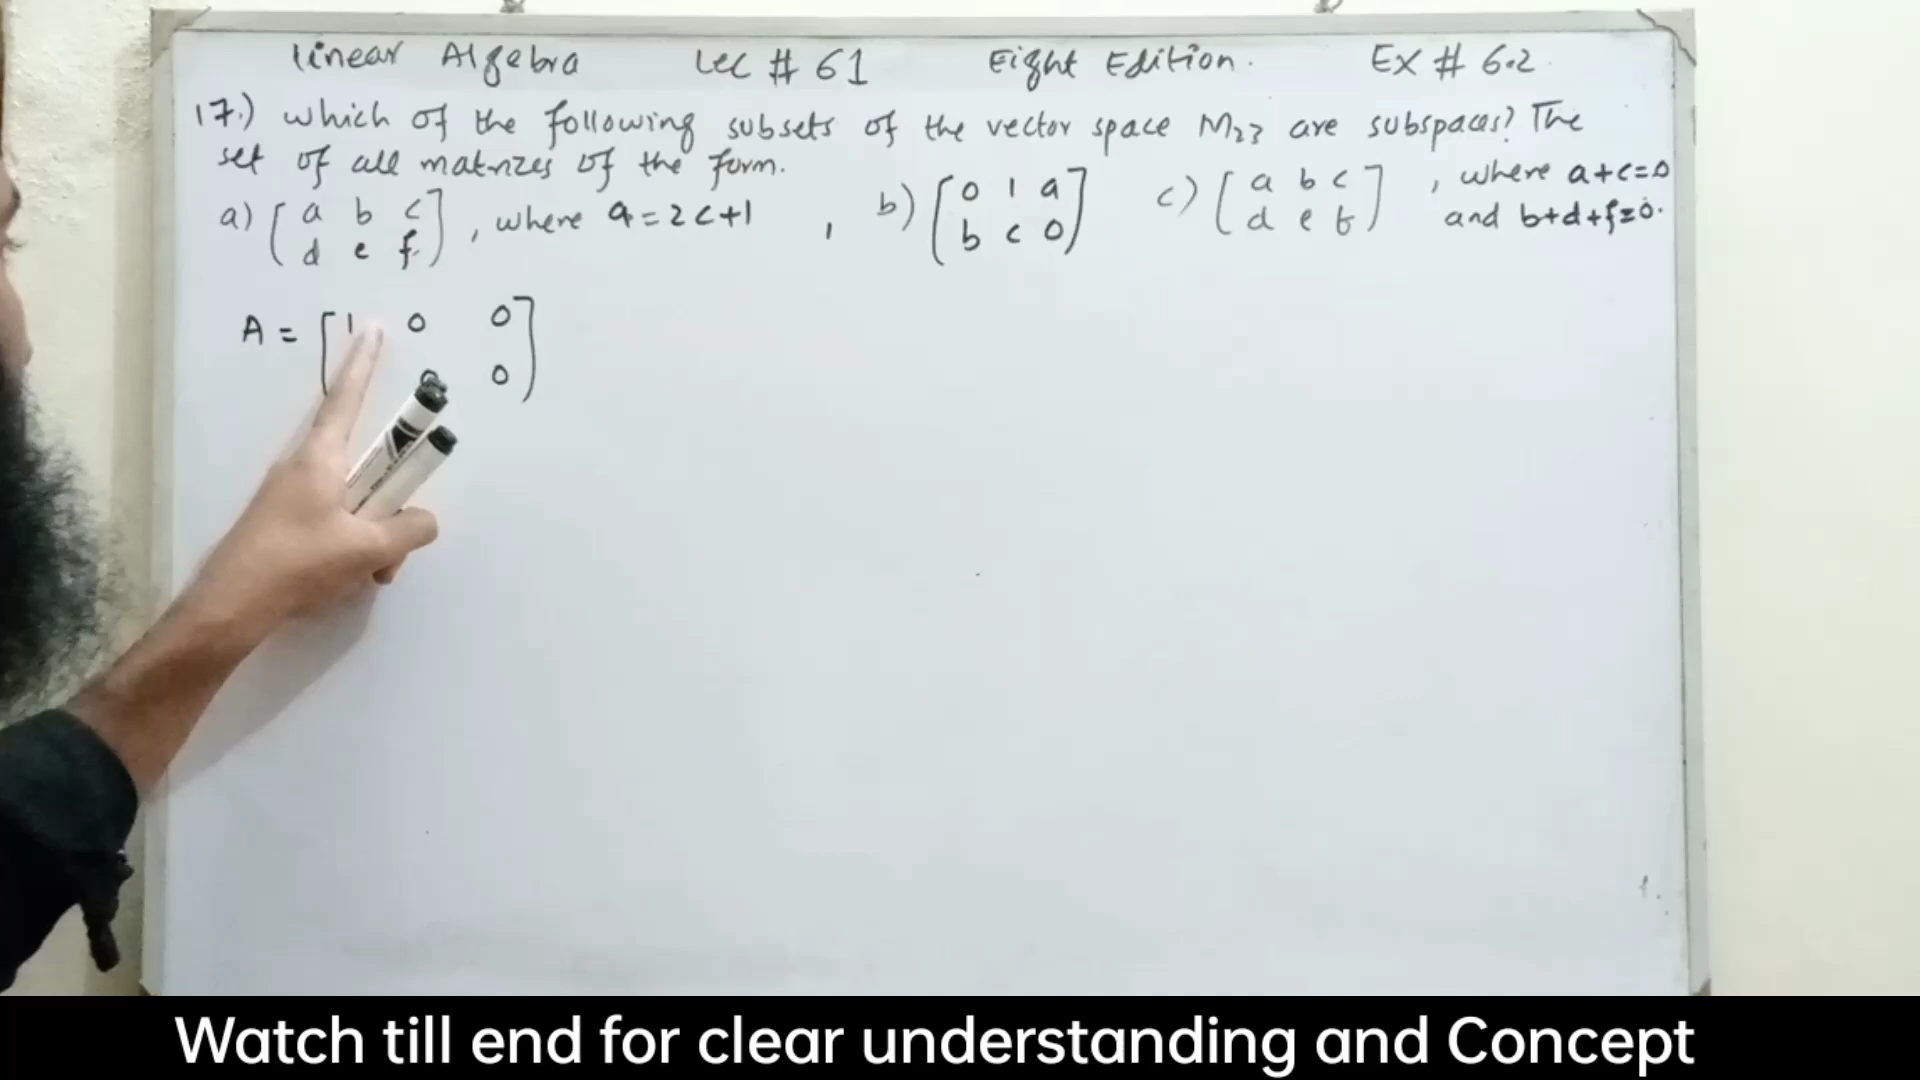 Linear Algebra Lec # 61 Eight Edition. Ex # 6.2
17.) which of the following subsets of the vector space M23 are subspaces? The
set of all matrizes of the form.
a) [a b c , where a=2c+1 , b) [0 1 a] c) [a b c] , where a+c=0
d e f] b c 0 d e f and b+d+f=0.
A = [1 0 0
0 0]
Watch till end for clear understanding and Concept